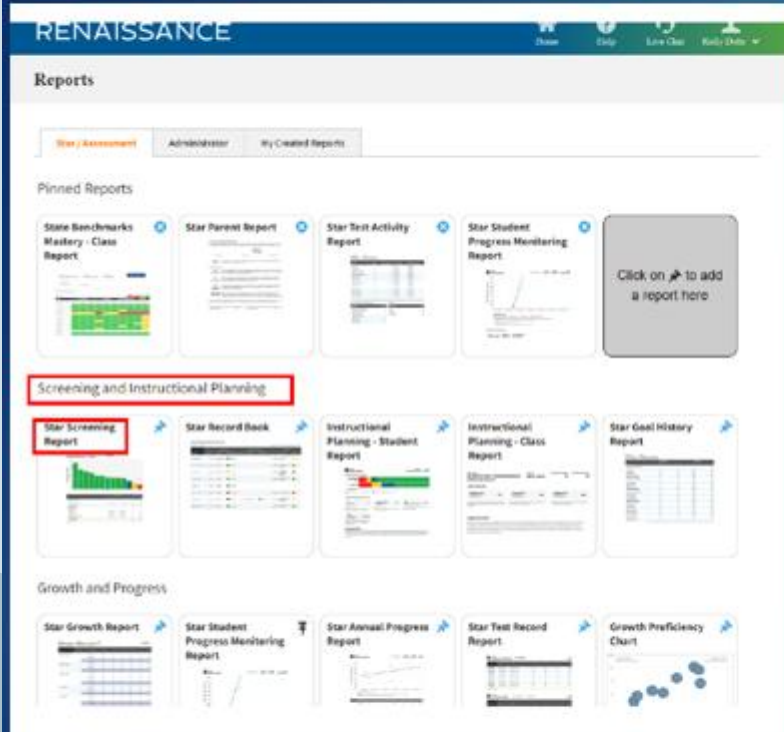 RENAISSANCE
Home Help Live Chat Kelly
Reports
Star / Assessment Administrator My Created Reports
Pinned Reports
State Benchmarks
Mastery - Class
Report
Star Parent Report
Star Test Activity
Report
Star Student
Progress Monitoring
Report
Click on to add
a report here
Screening and Instructional Planning
Star Screening
Report
Star Record Book
Instructional
Planning - Student
Report
Instructional
Planning - Class
Report
Star Goal History
Report
Growth and Progress
Star Growth Report
Star Student
Progress Monitoring
Report
Star Annual Progress
Report
Star Test Record
Report
Growth Proficiency
Chart